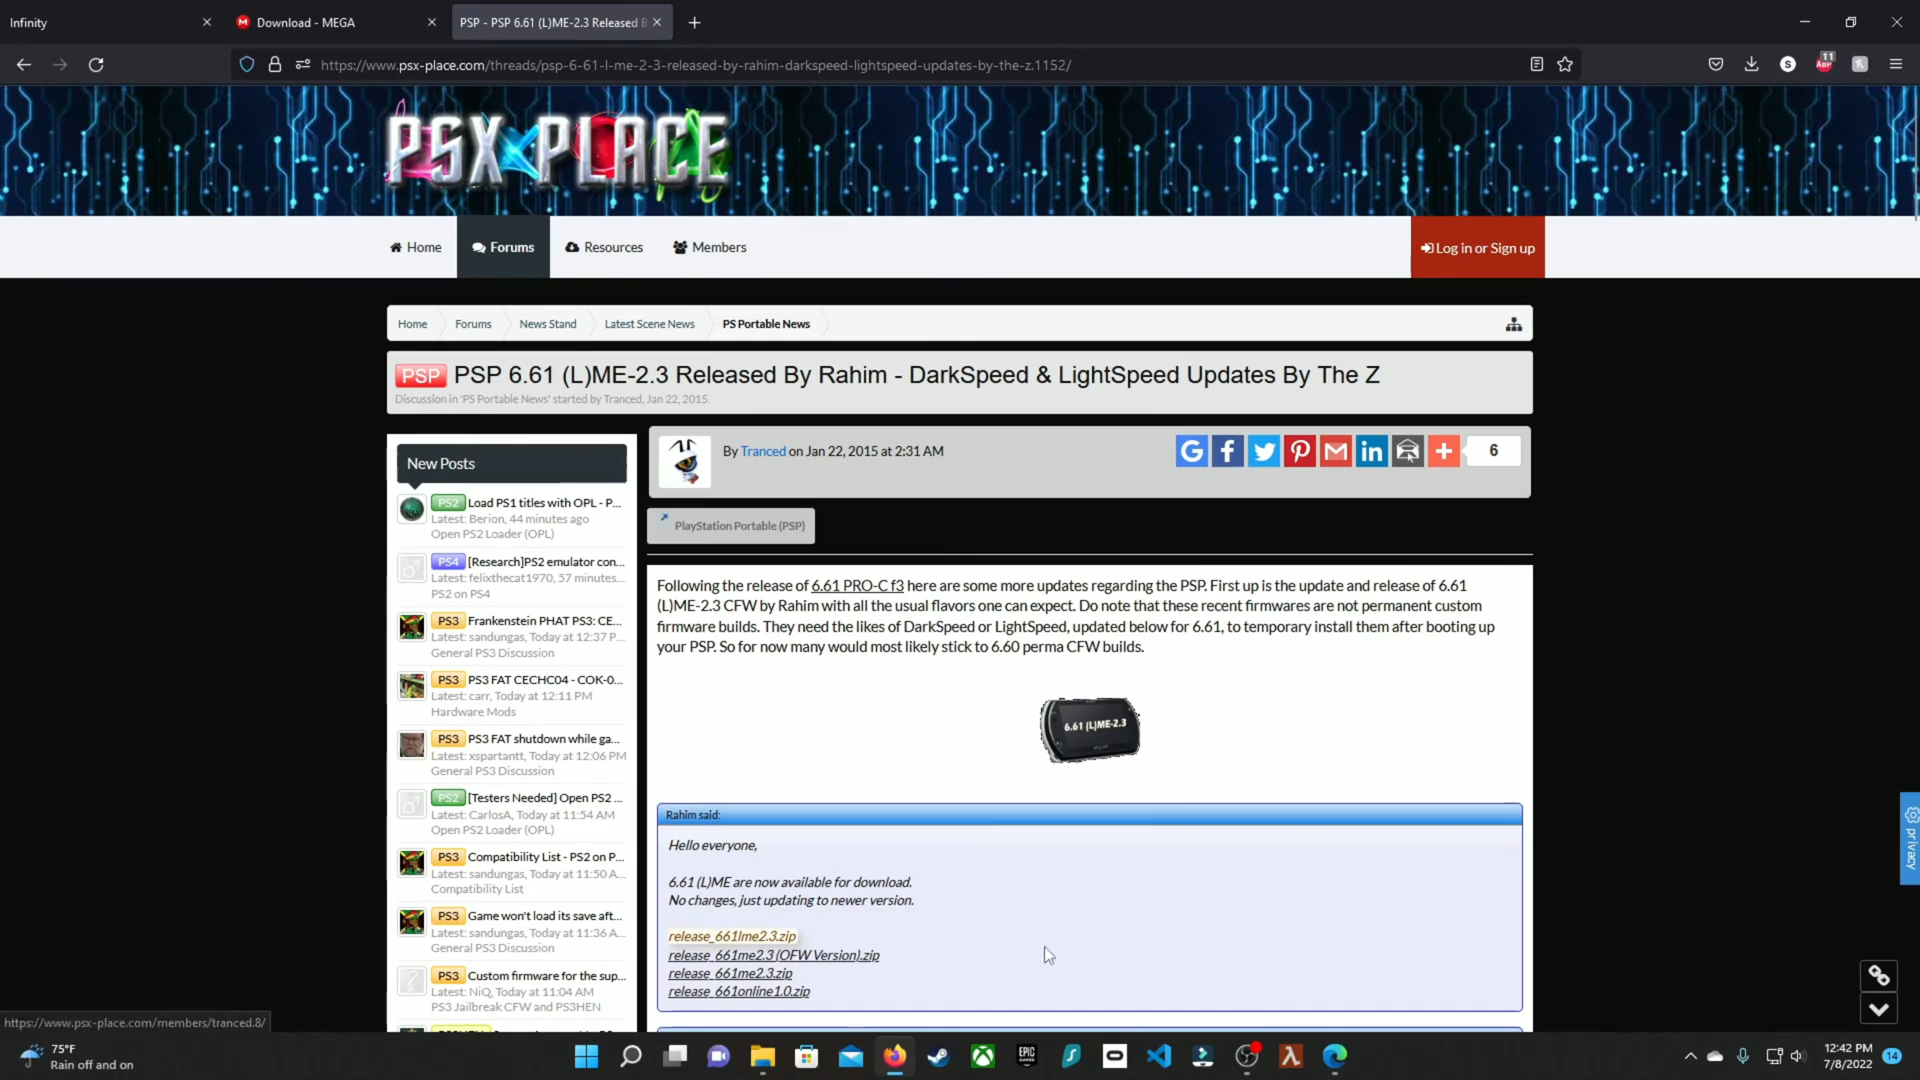 Infinity
Download - MEGA
PSP - PSP 6.61 (L)ME-2.3 Released B
https://www.psx-place.com/threads/psp-6-61-l-me-2-3-released-by-rahim-darkspeed-lightspeed-updates-by-the-z.1152/
S
11
ABP
PSX PLACE
Home
Forums
Resources
Members
Log in or Sign up
Home
Forums
News Stand
Latest Scene News
PS Portable News
PSP PSP 6.61 (L)ME-2.3 Released By Rahim - DarkSpeed & LightSpeed Updates By The Z
Discussion in 'PS Portable News' started by Tranced, Jan 22, 2015.
New Posts
PS2 Load PS1 titles with OPL - P...
Latest: Berion, 44 minutes ago
Open PS2 Loader (OPL)
PS4 [Research]PS2 emulator con...
Latest: felixthecat1970, 57 minutes...
PS2 on PS4
PS3 Frankenstein PHAT PS3: CE...
Latest: sandungas, Today at 12:37 P...
General PS3 Discussion
PS3 PS3 FAT CECHC04 - COK-0...
Latest: carr, Today at 12:11 PM
Hardware Mods
PS3 PS3 FAT shutdown while ga...
Latest: xspartantt, Today at 12:06 PM
General PS3 Discussion
PS2 [Testers Needed] Open PS2 ...
Latest: CarlosA, Today at 11:54 AM
Open PS2 Loader (OPL)
PS3 Compatibility List - PS2 on P...
Latest: sandungas, Today at 11:50 A...
Compatibility List
PS3 Game won't load its save aft...
Latest: sandungas, Today at 11:36 A...
General PS3 Discussion
PS3 Custom firmware for the sup...
Latest: NiQ, Today at 11:04 AM
PS3 Jailbreak CFW and PS3HEN
By Tranced on Jan 22, 2015 at 2:31 AM
6
PlayStation Portable (PSP)
Following the release of 6.61 PRO-C f3 here are some more updates regarding the PSP. First up is the update and release of 6.61
(L)ME-2.3 CFW by Rahim with all the usual flavors one can expect. Do note that these recent firmwares are not permanent custom
firmware builds. They need the likes of DarkSpeed or LightSpeed, updated below for 6.61, to temporary install them after booting up
your PSP. So for now many would most likely stick to 6.60 perma CFW builds.
6.61 (L)ME-2.3
Rahim said:
Hello everyone,
6.61 (L)ME are now available for download.
No changes, just updating to newer version.
release_661lme2.3.zip
release_661me2.3 (OFW Version).zip
release_661me2.3.zip
release_661online1.0.zip
privacy
https://www.psx-place.com/members/tranced.8/
75°F
Rain off and on
EPIC GAMES
12:42 PM
7/8/2022
14